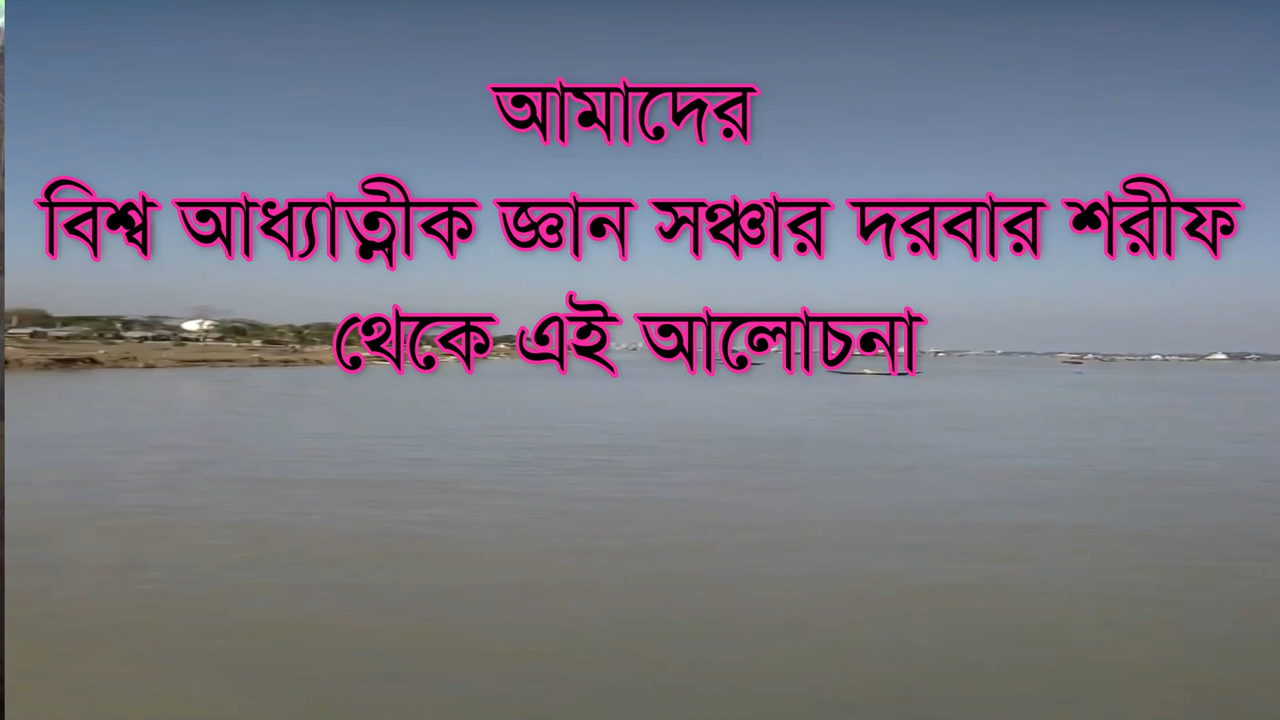 আমাদের
বিশ্ব আধ্যাত্নীক জ্ঞান সঞ্চার দরবার শরীফ
থেকে এই আলোচনা